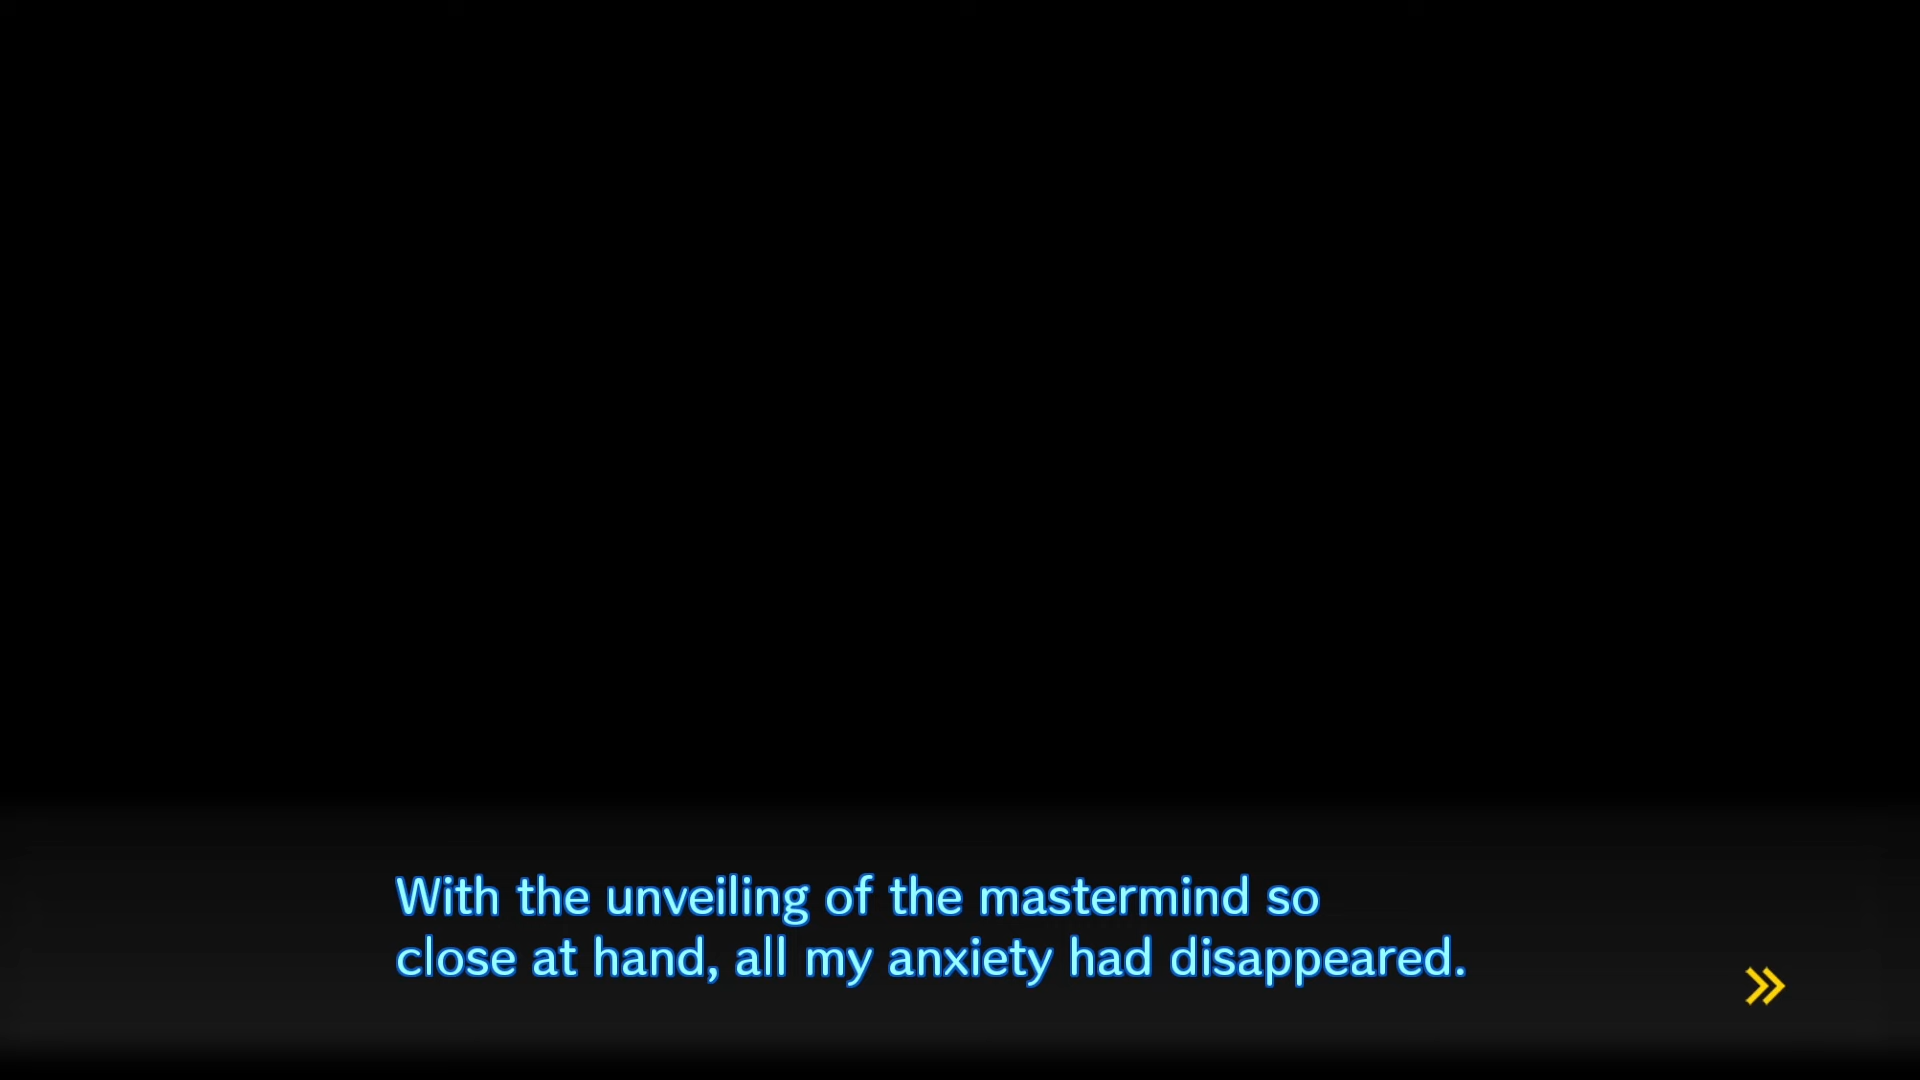 With the unveiling of the mastermind so
close at hand, all my anxiety had disappeared.